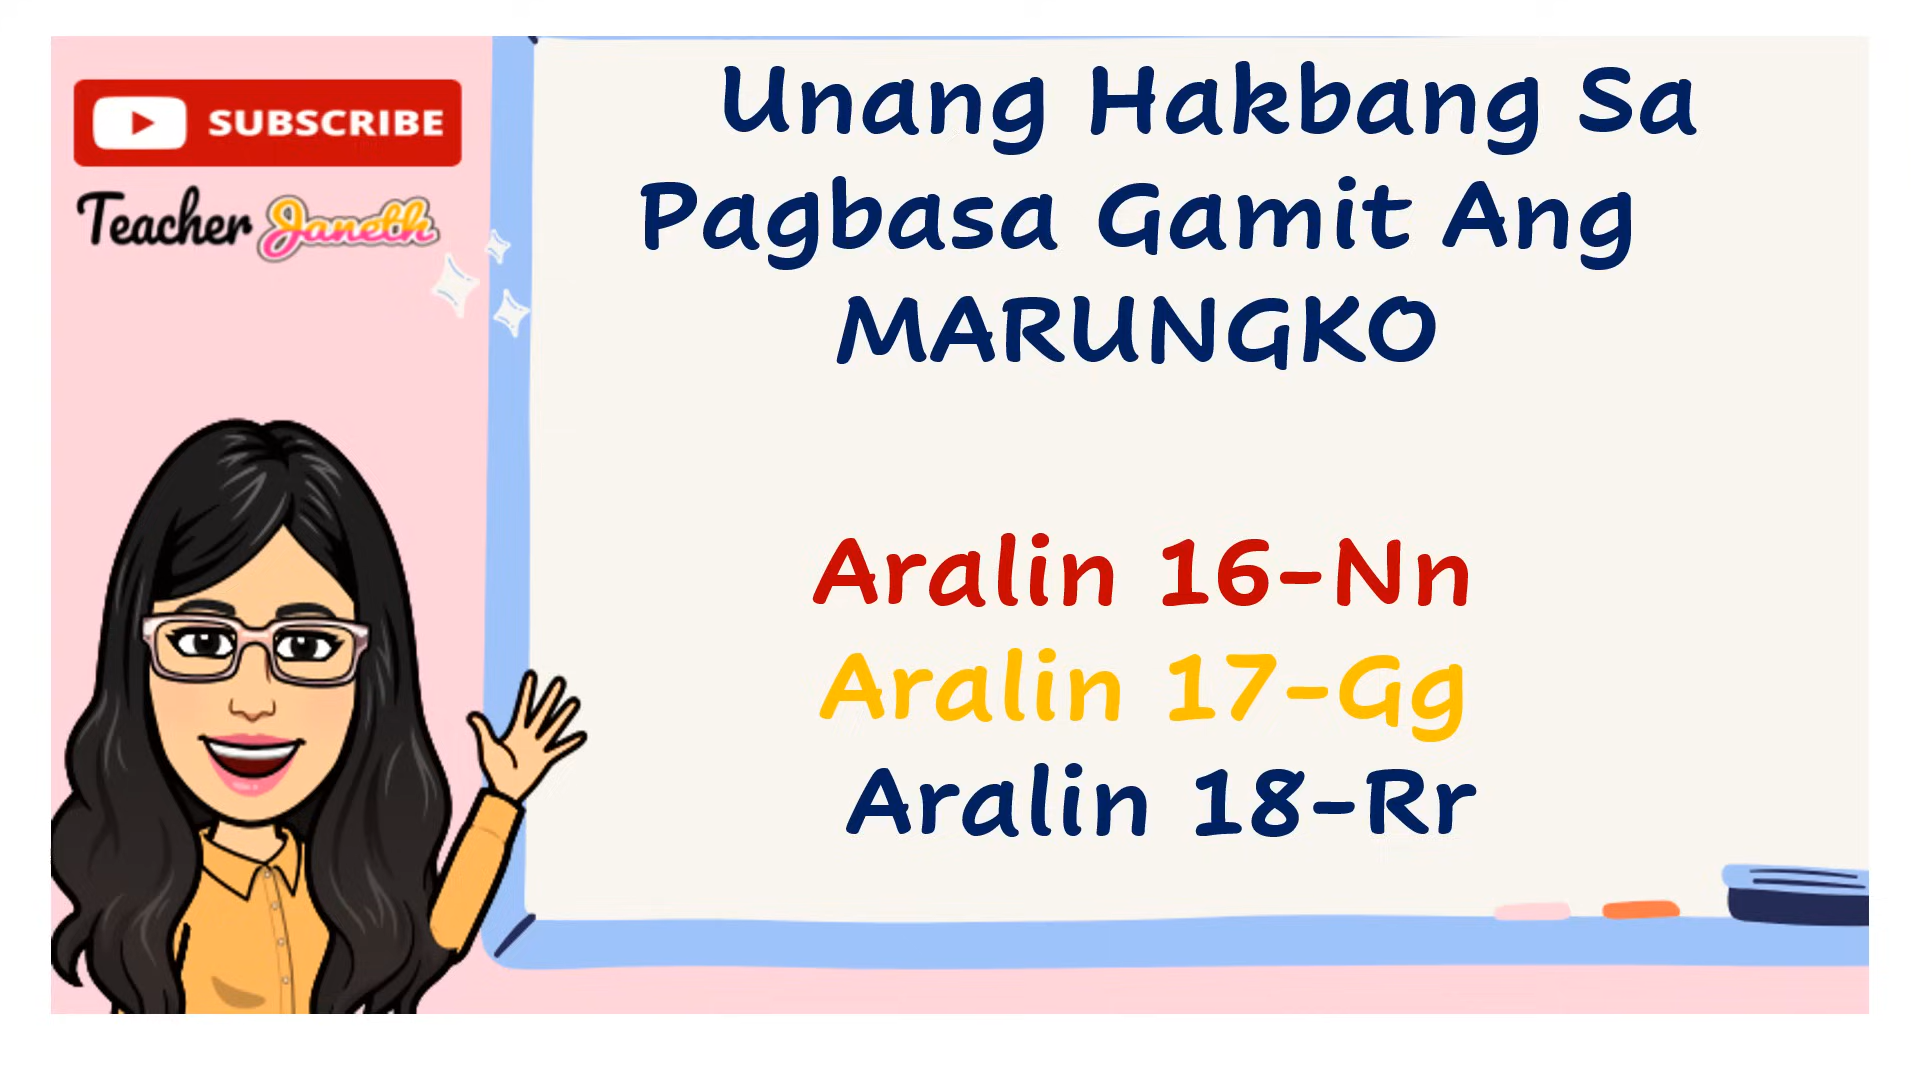 SUBSCRIBE
Teacher Janeth
Unang Hakbang Sa
Pagbasa Gamit Ang
MARUNGKO
Aralin 16-Nn
Aralin 17-Gg
Aralin 18-Rr